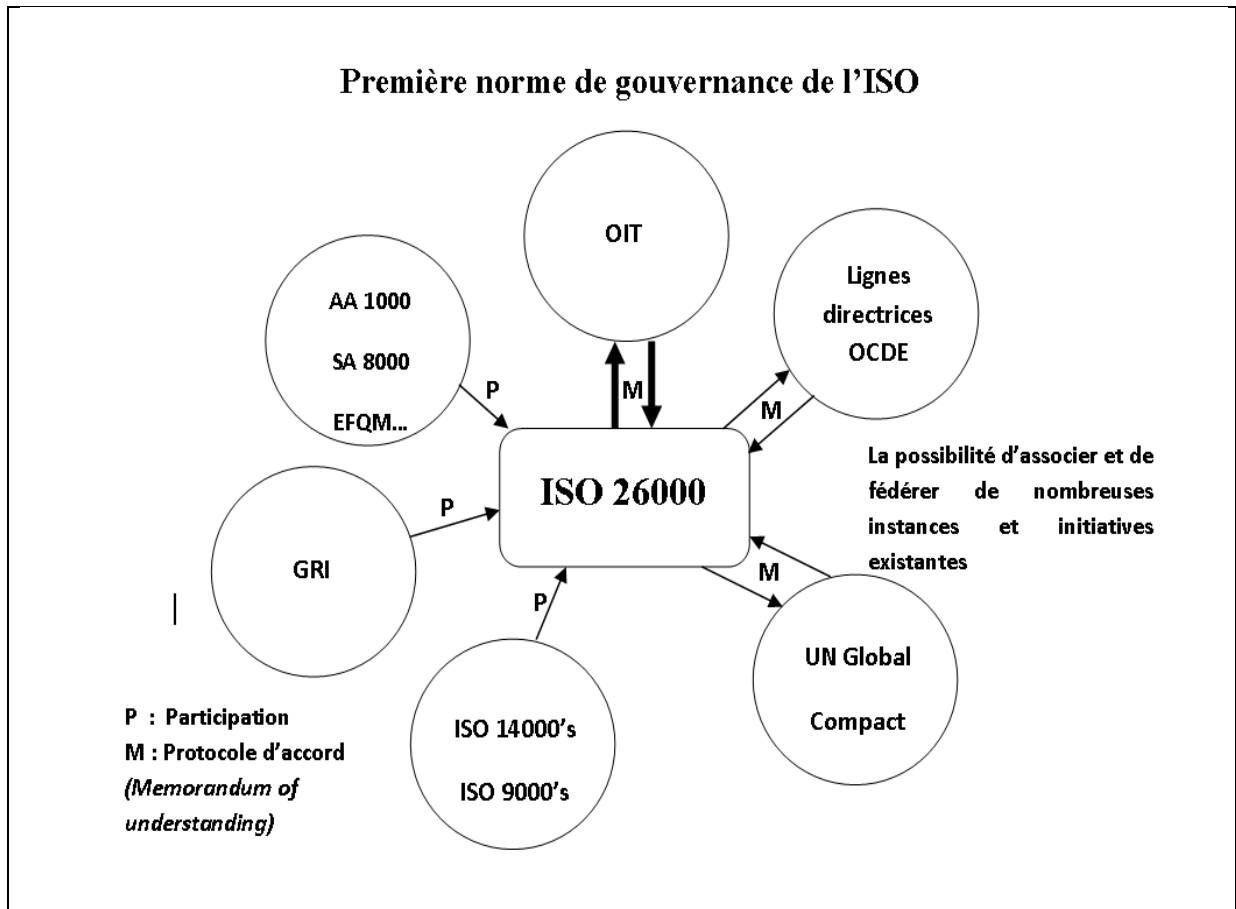 Première norme de gouvernance de l’ISO
OIT
Lignes
directrices
OCDE
AA 1000
SA 8000
EFQM...
P
M
M
La possibilité d’associer et de
fédérer de nombreuses
instances et initiatives
existantes
ISO 26000
P
GRI
M
P
UN Global
Compact
P : Participation
M : Protocole d’accord
(Memorandum of
understanding)
ISO 14000’s
ISO 9000’s